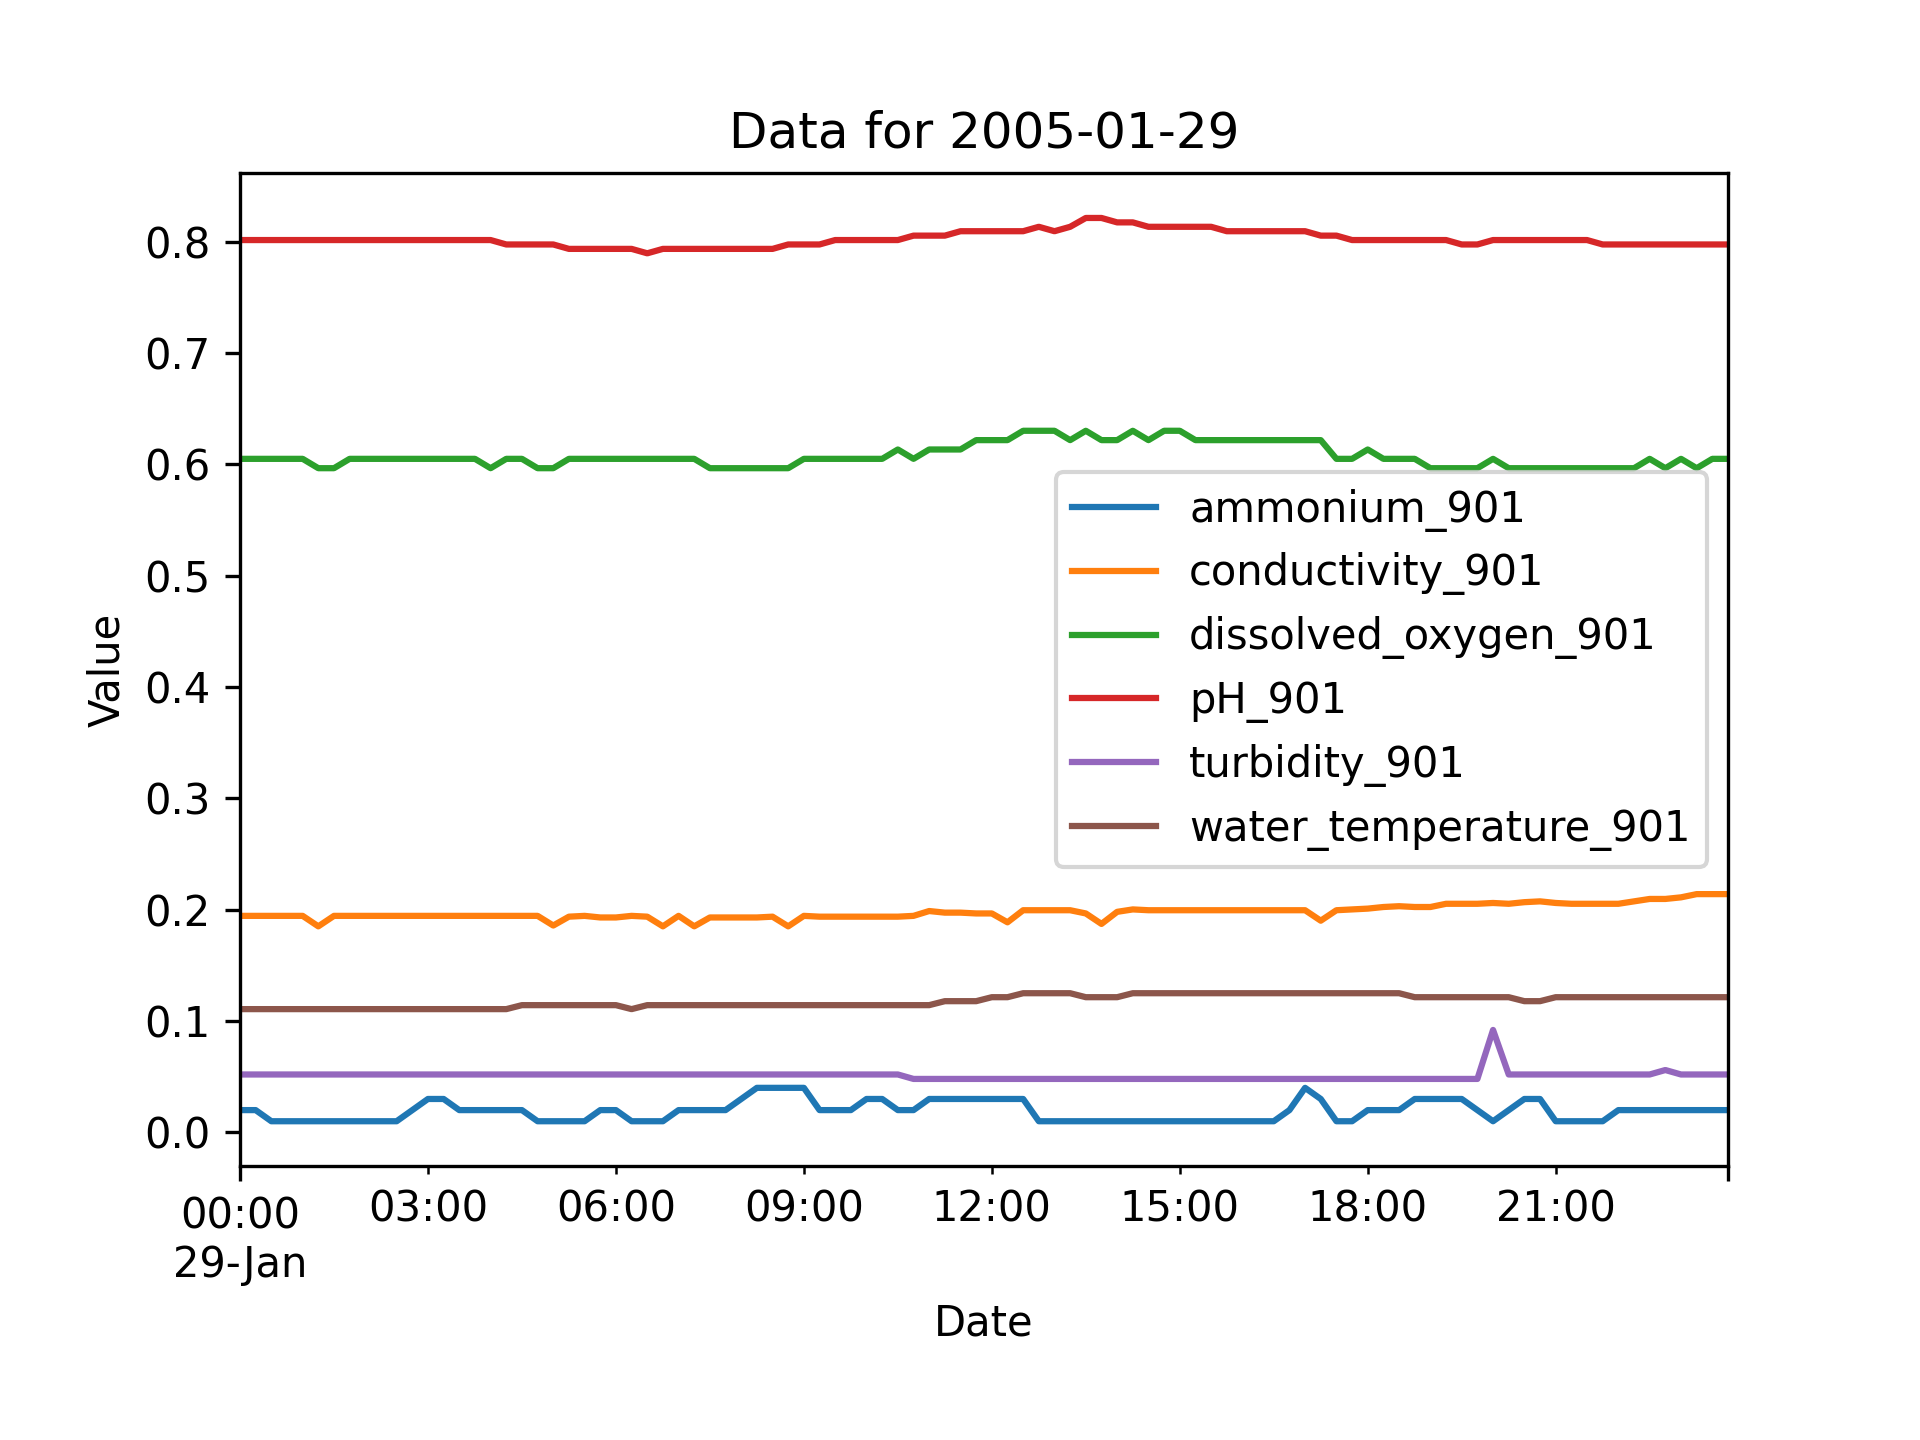 Data for 2005-01-29
0.8
0.7
0.6
0.5
0.4
0.3
0.2
0.1
0.0
Value
ammonium_901
conductivity_901
dissolved_oxygen_901
pH_901
turbidity_901
water_temperature_901
00:00 03:00 06:00 09:00 12:00 15:00 18:00 21:00
29-Jan
Date